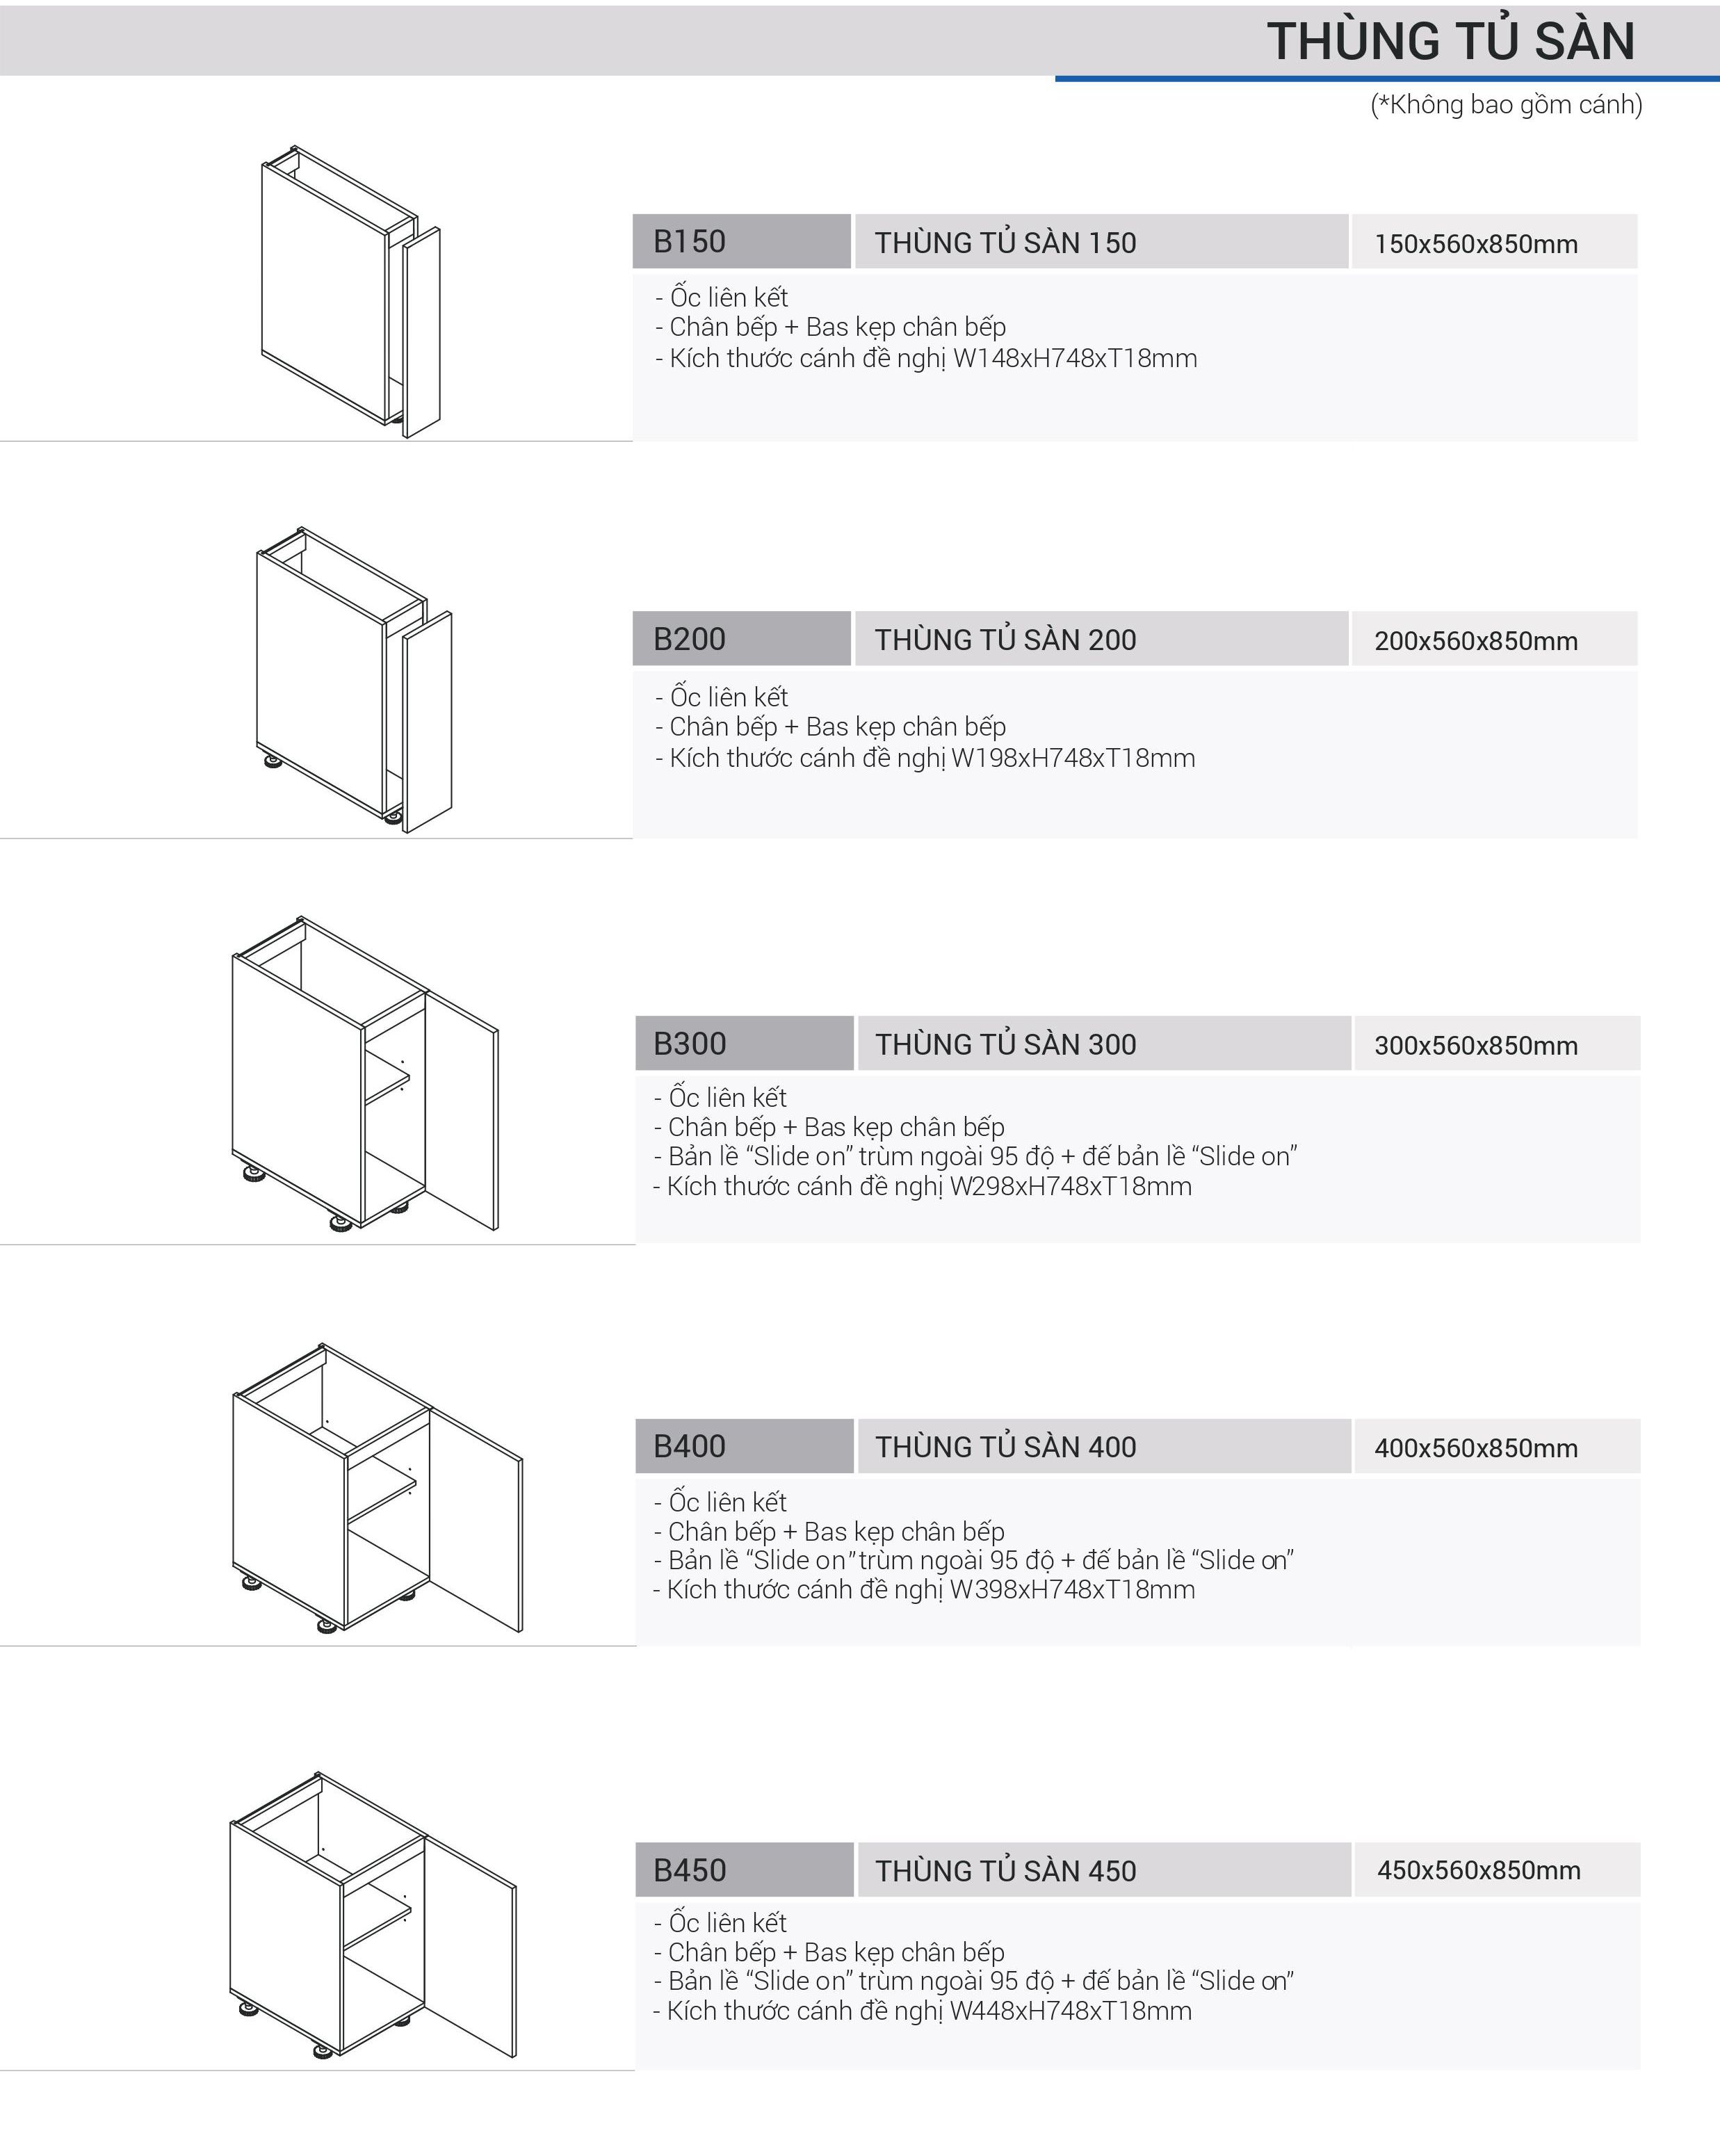 THÙNG TỦ SÀN
(*Không bao gồm cánh)
B150 THÙNG TỦ SÀN 150 150x560x850mm
- Ốc liên kết
- Chân bếp + Bas kẹp chân bếp
- Kích thước cánh đề nghị W148xH748xT18mm
B200 THÙNG TỦ SÀN 200 200x560x850mm
- Ốc liên kết
- Chân bếp + Bas kẹp chân bếp
- Kích thước cánh đề nghị W198xH748xT18mm
B300 THÙNG TỦ SÀN 300 300x560x850mm
- Ốc liên kết
- Chân bếp + Bas kẹp chân bếp
- Bản lề “Slide on” trùm ngoài 95 độ + đế bản lề “Slide on”
- Kích thước cánh đề nghị W298xH748xT18mm
B400 THÙNG TỦ SÀN 400 400x560x850mm
- Ốc liên kết
- Chân bếp + Bas kẹp chân bếp
- Bản lề “Slide on” trùm ngoài 95 độ + đế bản lề “Slide on”
- Kích thước cánh đề nghị W398xH748xT18mm
B450 THÙNG TỦ SÀN 450 450x560x850mm
- Ốc liên kết
- Chân bếp + Bas kẹp chân bếp
- Bản lề “Slide on” trùm ngoài 95 độ + đế bản lề “Slide on”
- Kích thước cánh đề nghị W448xH748xT18mm